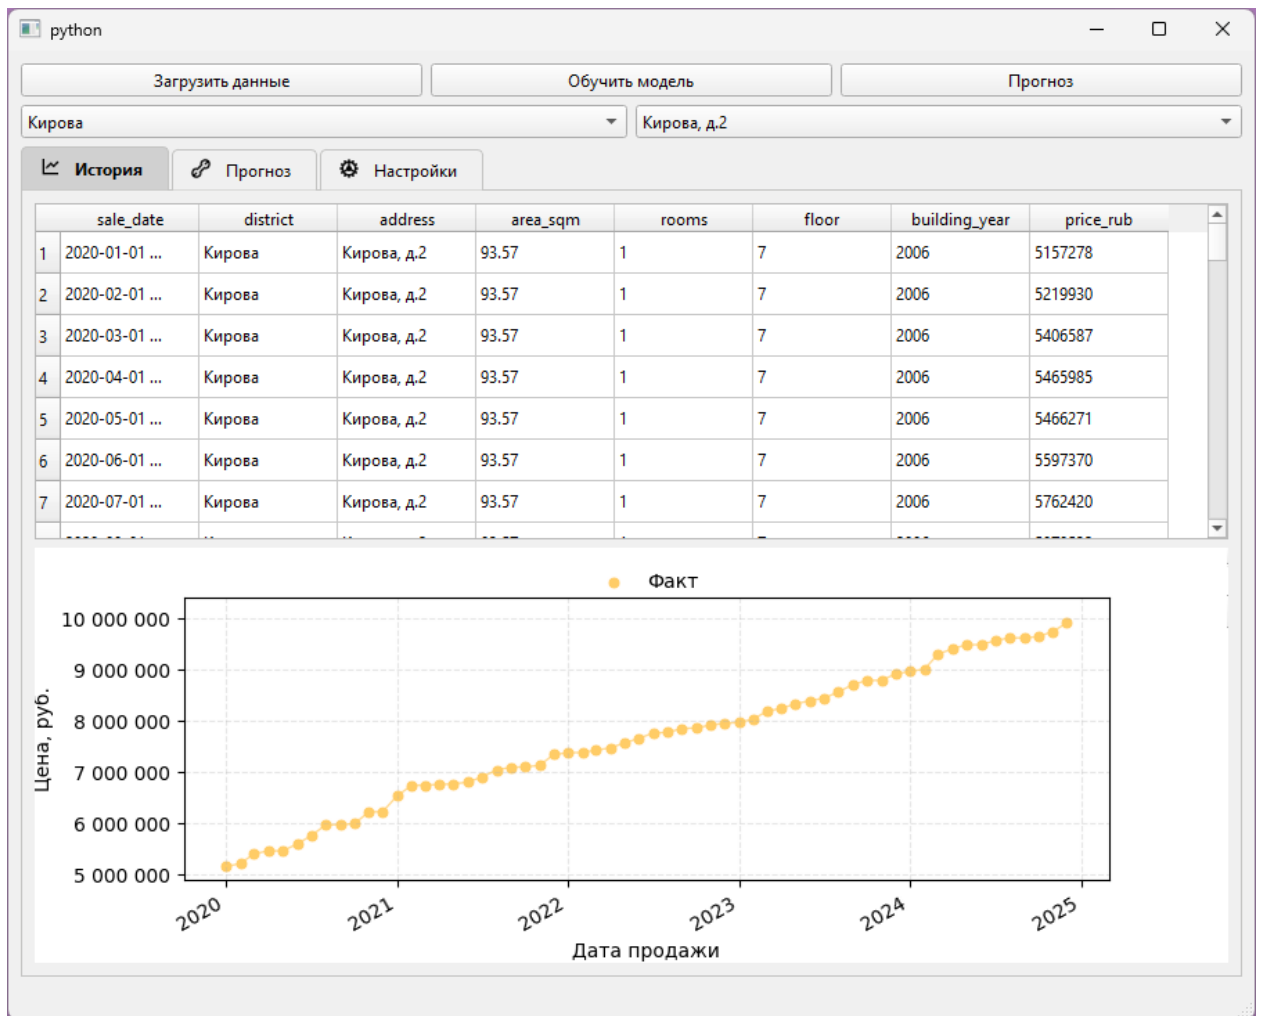 python
Загрузить данные Обучить модель Прогноз
Кирова Кирова, д.2
История Прогноз Настройки
sale_date district address area_sqm rooms floor building_year price_rub
1 2020-01-01 ... Кирова Кирова, д.2 93.57 1 7 2006 5157278
2 2020-02-01 ... Кирова Кирова, д.2 93.57 1 7 2006 5219930
3 2020-03-01 ... Кирова Кирова, д.2 93.57 1 7 2006 5406587
4 2020-04-01 ... Кирова Кирова, д.2 93.57 1 7 2006 5465985
5 2020-05-01 ... Кирова Кирова, д.2 93.57 1 7 2006 5466271
6 2020-06-01 ... Кирова Кирова, д.2 93.57 1 7 2006 5597370
7 2020-07-01 ... Кирова Кирова, д.2 93.57 1 7 2006 5762420
Факт
10 000 000
9 000 000
8 000 000
7 000 000
6 000 000
5 000 000
Цена, руб.
2020 2021 2022 2023 2024 2025
Дата продажи